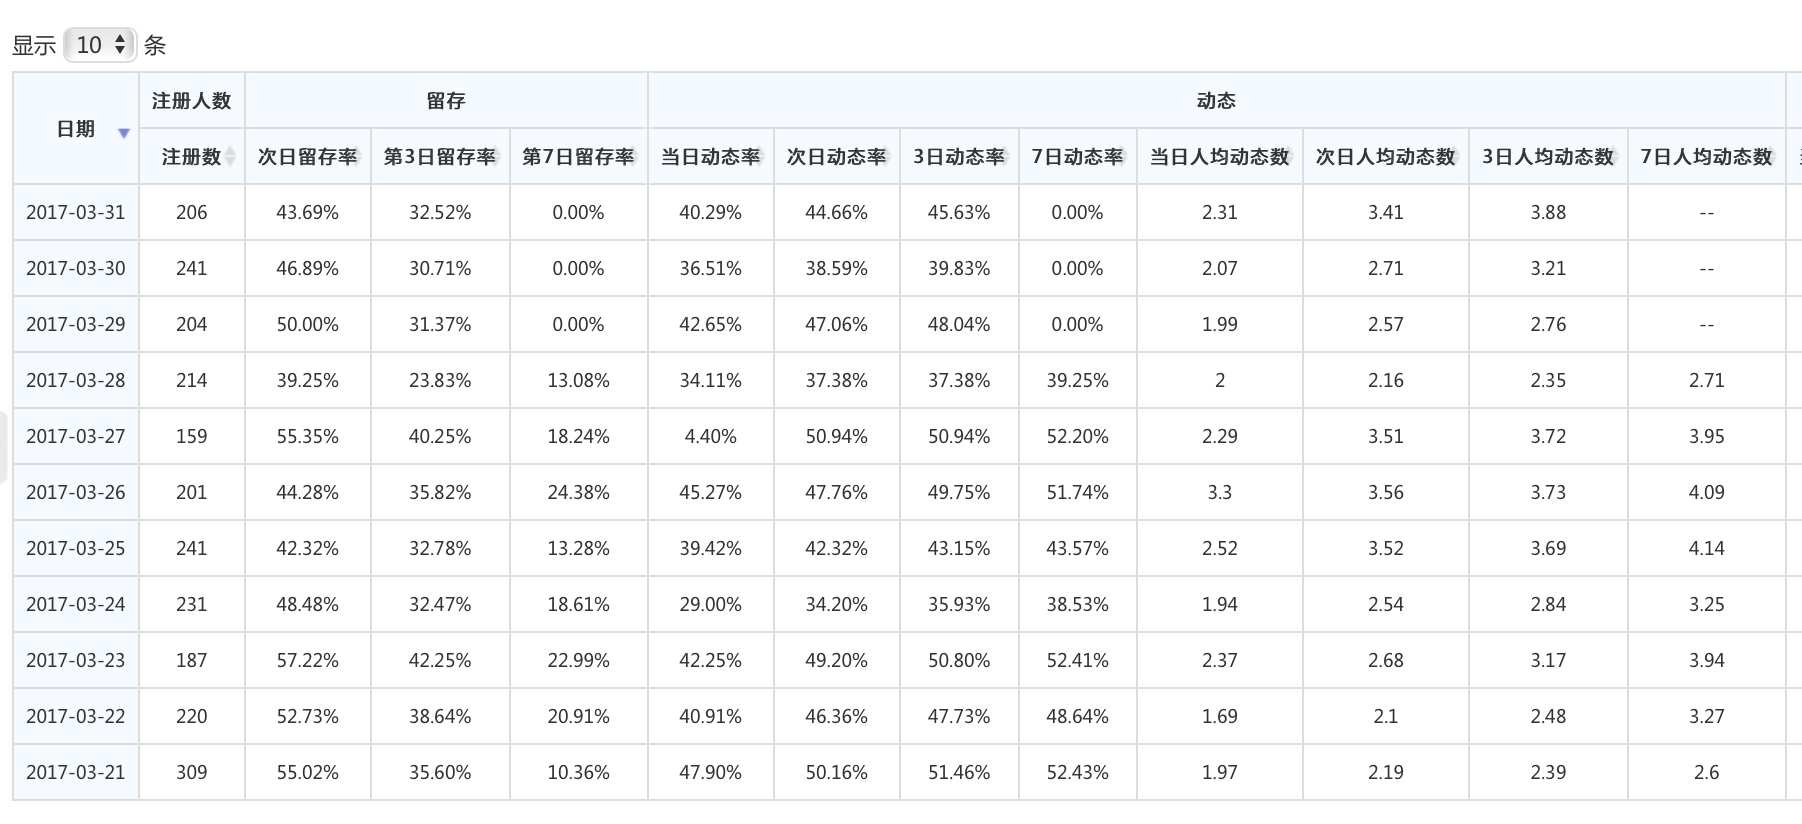 显示 10 条
日期 注册人数 留存 动态
注册数 次日留存率 第3日留存率 第7日留存率 当日动态率 次日动态率 3日动态率 7日动态率 当日人均动态数 次日人均动态数 3日人均动态数 7日人均动态数
2017-03-31 206 43.69% 32.52% 0.00% 40.29% 44.66% 45.63% 0.00% 2.31 3.41 3.88 --
2017-03-30 241 46.89% 30.71% 0.00% 36.51% 38.59% 39.83% 0.00% 2.07 2.71 3.21 --
2017-03-29 204 50.00% 31.37% 0.00% 42.65% 47.06% 48.04% 0.00% 1.99 2.57 2.76 --
2017-03-28 214 39.25% 23.83% 13.08% 34.11% 37.38% 37.38% 39.25% 2 2.16 2.35 2.71
2017-03-27 159 55.35% 40.25% 18.24% 4.40% 50.94% 50.94% 52.20% 2.29 3.51 3.72 3.95
2017-03-26 201 44.28% 35.82% 24.38% 45.27% 47.76% 49.75% 51.74% 3.3 3.56 3.73 4.09
2017-03-25 241 42.32% 32.78% 13.28% 39.42% 42.32% 43.15% 43.57% 2.52 3.52 3.69 4.14
2017-03-24 231 48.48% 32.47% 18.61% 29.00% 34.20% 35.93% 38.53% 1.94 2.54 2.84 3.25
2017-03-23 187 57.22% 42.25% 22.99% 42.25% 49.20% 50.80% 52.41% 2.37 2.68 3.17 3.94
2017-03-22 220 52.73% 38.64% 20.91% 40.91% 46.36% 47.73% 48.64% 1.69 2.1 2.48 3.27
2017-03-21 309 55.02% 35.60% 10.36% 47.90% 50.16% 51.46% 52.43% 1.97 2.19 2.39 2.6